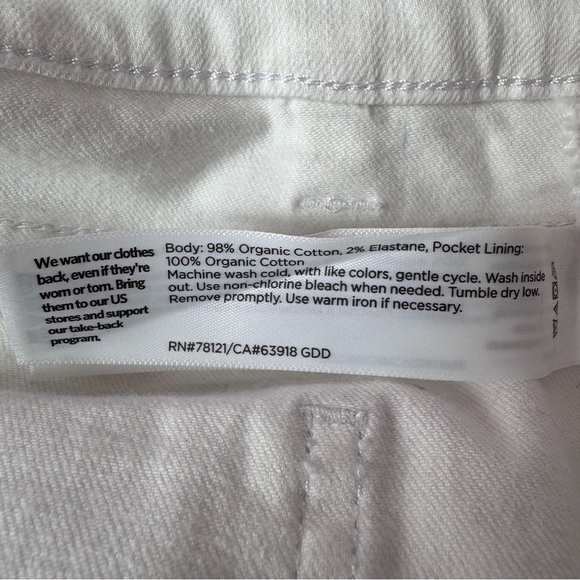 We want our clothes
back, even if they're
worn or torn. Bring
them to our US
stores and support
our take-back
program.
Body: 98% Organic Cotton, 2% Elastane, Pocket Lining:
100% Organic Cotton
Machine wash cold, with like colors, gentle cycle. Wash inside
out. Use non-chlorine bleach when needed. Tumble dry low.
Remove promptly. Use warm iron if necessary.
RN#78121/CA#63918 GDD